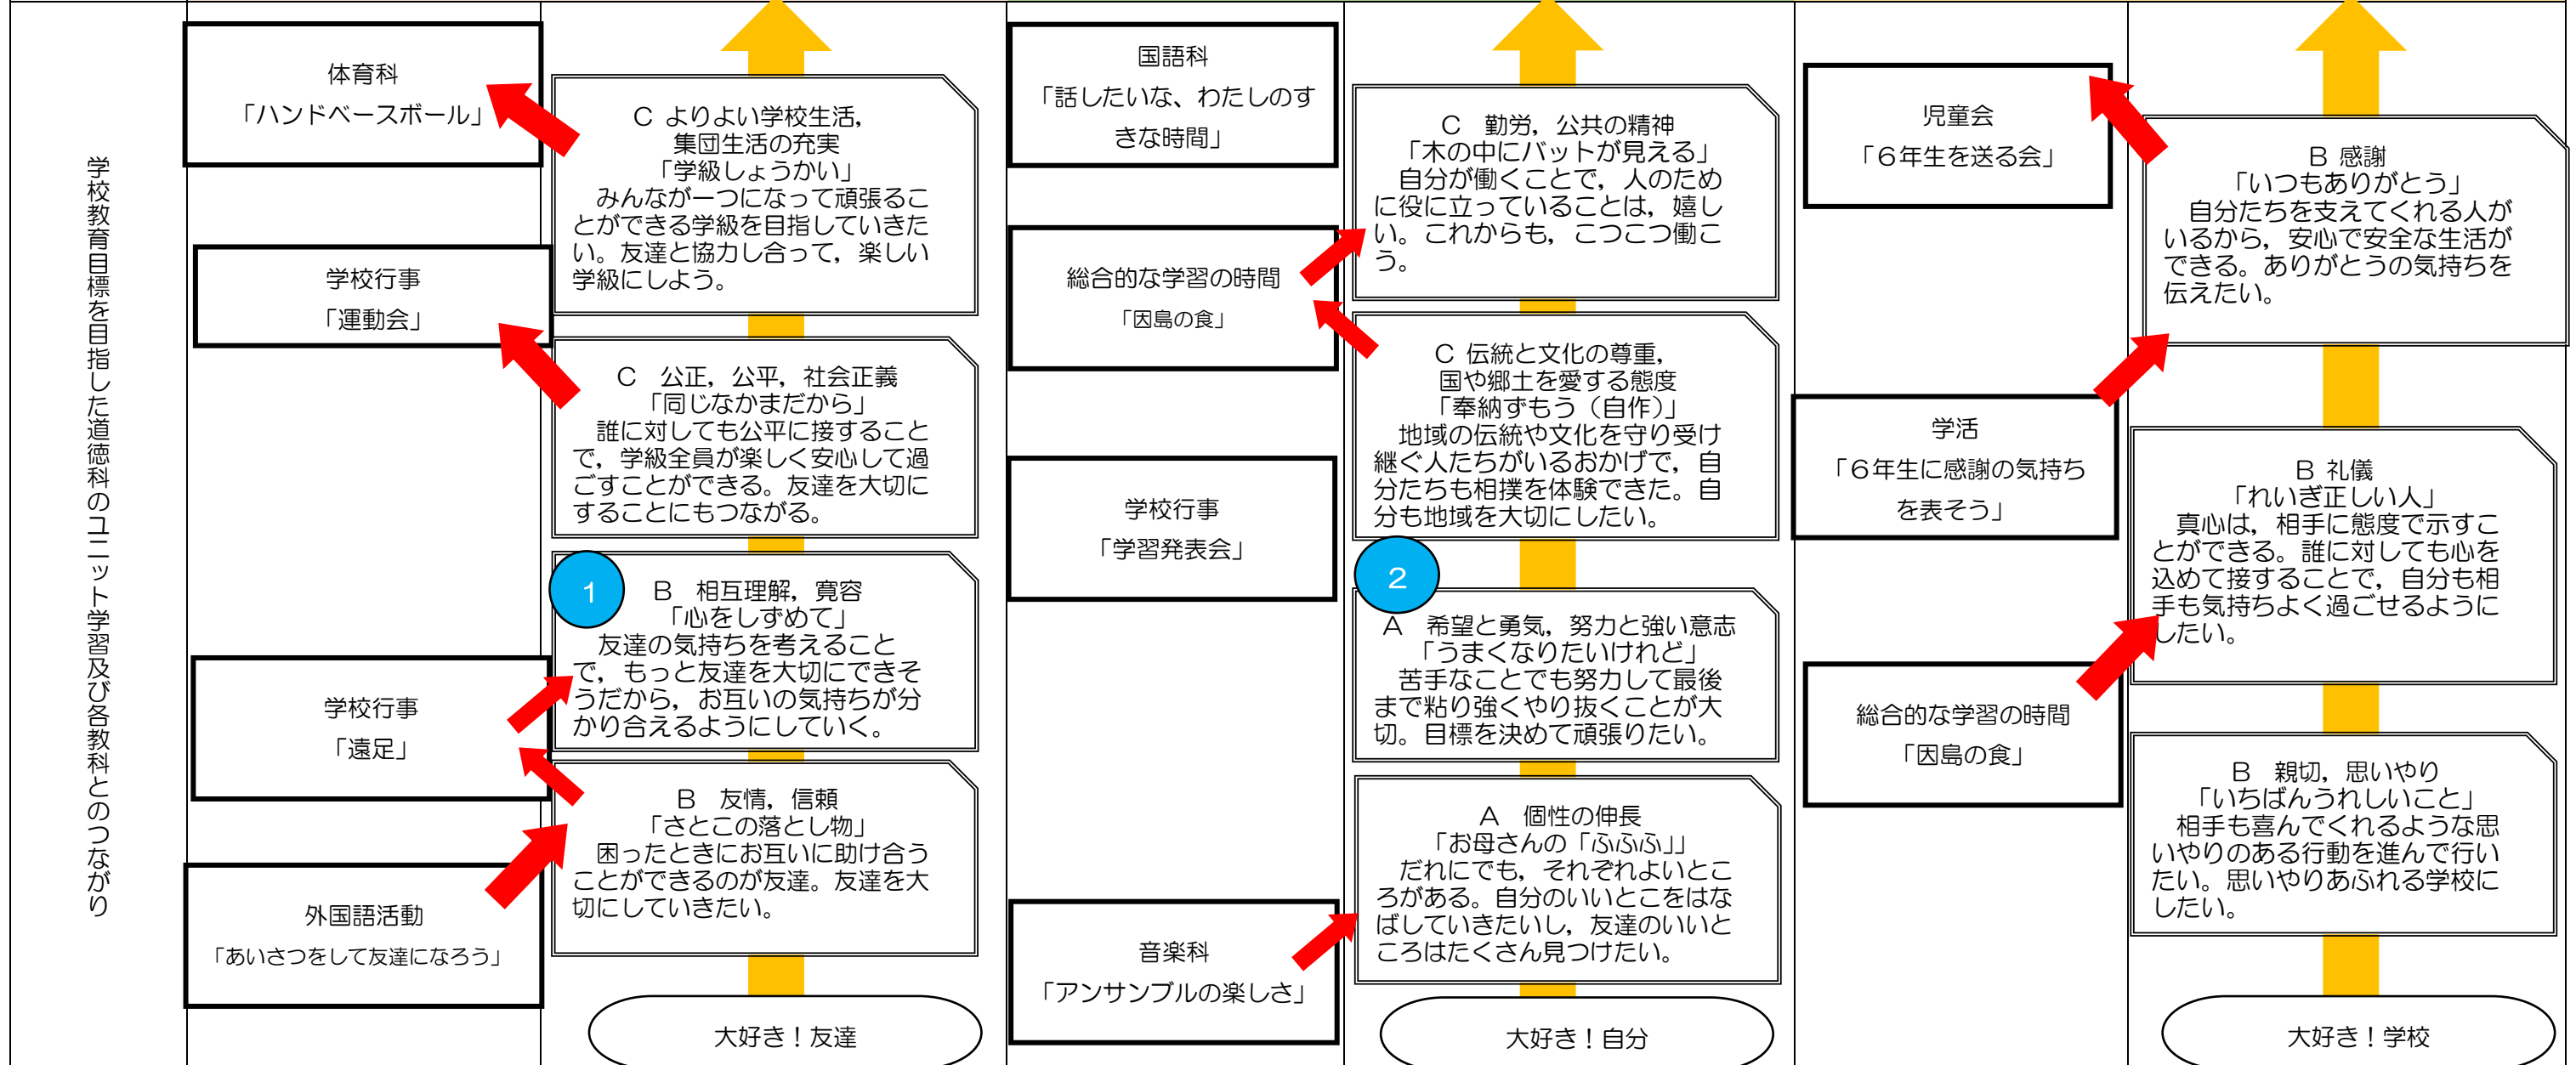 学校教育目標を目指した道徳科のユニット学習及び各教科とのつながり
体育科
「ハンドベースボール」
学校行事
「運動会」
学校行事
「遠足」
外国語活動
「あいさつをして友達になろう」
C よりよい学校生活，
集団生活の充実
「学級しょうかい」
みんなが一つになって頑張るこ
とができる学級を目指していきた
い。友達と協力し合って，楽しい
学級にしよう。
C 公正，公平，社会正義
「同じなかまだから」
誰に対しても公平に接すること
で，学級全員が楽しく安心して過
ごすことができる。友達を大切に
することにもつながる。
1
B 相互理解，寛容
「心をしずめて」
友達の気持ちを考えること
で，もっと友達を大切にできそ
うだから，お互いの気持ちが分
かり合えるようにしていく。
B 友情，信頼
「さとこの落とし物」
困ったときにお互いに助け合う
ことができるのが友達。友達を大
切にしていきたい。
大好き！友達
国語科
「話したいな、わたしのす
きな時間」
総合的な学習の時間
「因島の食」
学校行事
「学習発表会」
音楽科
「アンサンブルの楽しさ」
C 勤労，公共の精神
「木の中にバットが見える」
自分が働くことで，人のため
に役に立っていることは，嬉し
い。これからも，こつこつ働こ
う。
C 伝統と文化の尊重，
国や郷土を愛する態度
「奉納ずもう（自作）」
地域の伝統や文化を守り受け
継ぐ人たちがいるおかげで，自
分たちも相撲を体験できた。自
分も地域を大切にしたい。
2
A 希望と勇気，努力と強い意志
「うまくなりたいけれど」
苦手なことでも努力して最後
まで粘り強くやり抜くことが大
切。目標を決めて頑張りたい。
A 個性の伸長
「お母さんの「ふふふ」」
だれにでも，それぞれよいとこ
ろがある。自分のいいとこをはな
ばしていきたいし，友達のいいと
ころはたくさん見つけたい。
大好き！自分
児童会
「６年生を送る会」
学活
「６年生に感謝の気持ち
を表そう」
総合的な学習の時間
「因島の食」
B 感謝
「いつもありがとう」
自分たちを支えてくれる人が
いるから，安心で安全な生活が
できる。ありがとうの気持ちを
伝えたい。
B 礼儀
「れいぎ正しい人」
真心は，相手に態度で示すこ
とができる。誰に対しても心を
込めて接することで，自分も相
手も気持ちよく過ごせるように
したい。
B 親切，思いやり
「いちばんうれしいこと」
相手も喜んでくれるような思
いやりのある行動を進んで行い
たい。思いやりあふれる学校に
したい。
大好き！学校